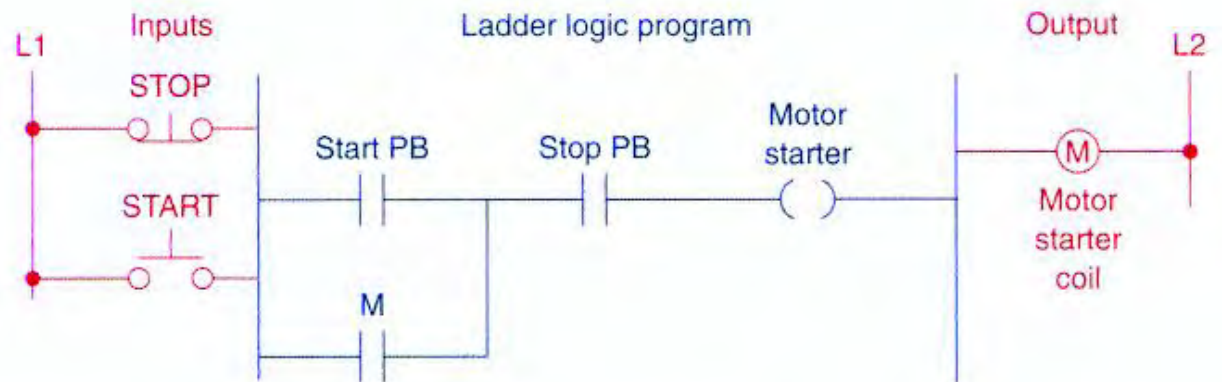 Inputs
Ladder logic program
Output
L1
L2
STOP
START
Start PB
Stop PB
Motor
starter
M
M
Motor
starter
coil